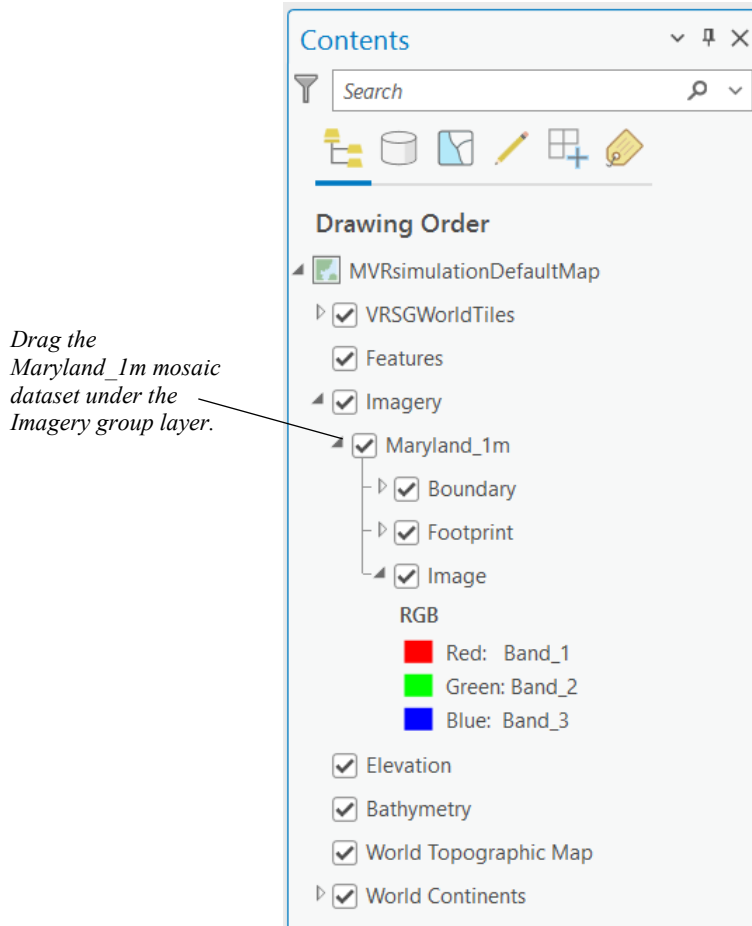 Contents
Search
Drawing Order
MVRsimulationDefaultMap
VRSGWorldTiles
Drag the
Maryland_1m mosaic
dataset under the
Imagery group layer.
Features
Imagery
Maryland_1m
Boundary
Footprint
Image
RGB
Red: Band_1
Green: Band_2
Blue: Band_3
Elevation
Bathymetry
World Topographic Map
World Continents